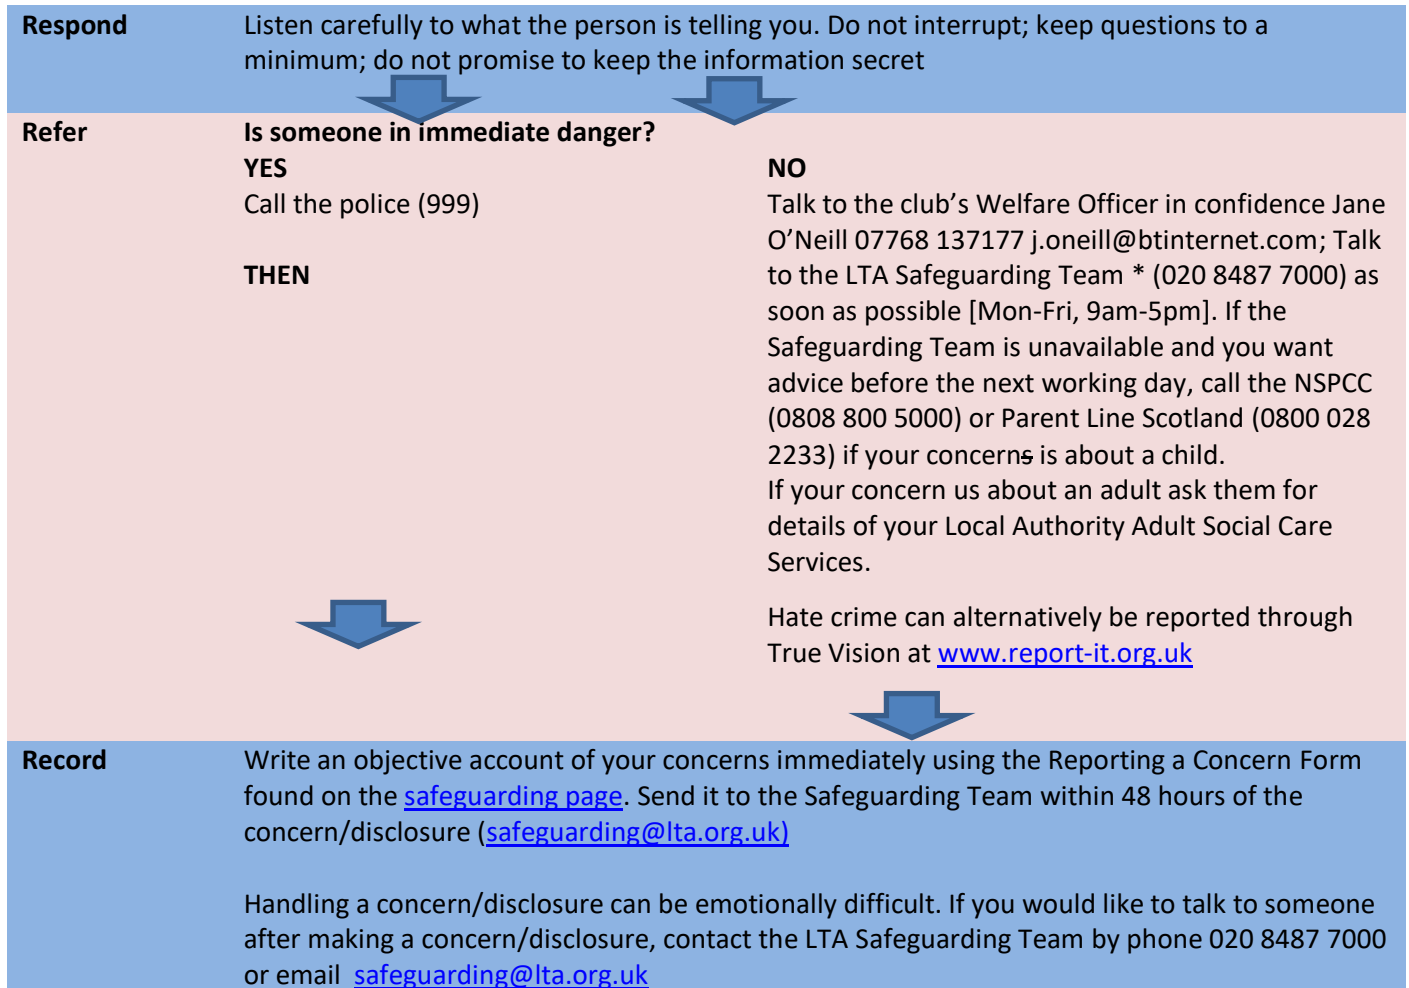 Respond
Listen carefully to what the person is telling you. Do not interrupt; keep questions to a
minimum; do not promise to keep the information secret
Refer
Is someone in immediate danger?
YES
Call the police (999)
THEN
NO
Talk to the club’s Welfare Officer in confidence Jane
O’Neill 07768 137177 j.oneill@btinternet.com; Talk
to the LTA Safeguarding Team * (020 8487 7000) as
soon as possible [Mon-Fri, 9am-5pm]. If the
Safeguarding Team is unavailable and you want
advice before the next working day, call the NSPCC
(0808 800 5000) or Parent Line Scotland (0800 028
2233) if your concerns is about a child.
If your concern us about an adult ask them for
details of your Local Authority Adult Social Care
Services.
Hate crime can alternatively be reported through
True Vision at www.report-it.org.uk
Record
Write an objective account of your concerns immediately using the Reporting a Concern Form
found on the safeguarding page. Send it to the Safeguarding Team within 48 hours of the
concern/disclosure (safeguarding@lta.org.uk)
Handling a concern/disclosure can be emotionally difficult. If you would like to talk to someone
after making a concern/disclosure, contact the LTA Safeguarding Team by phone 020 8487 7000
or email safeguarding@lta.org.uk